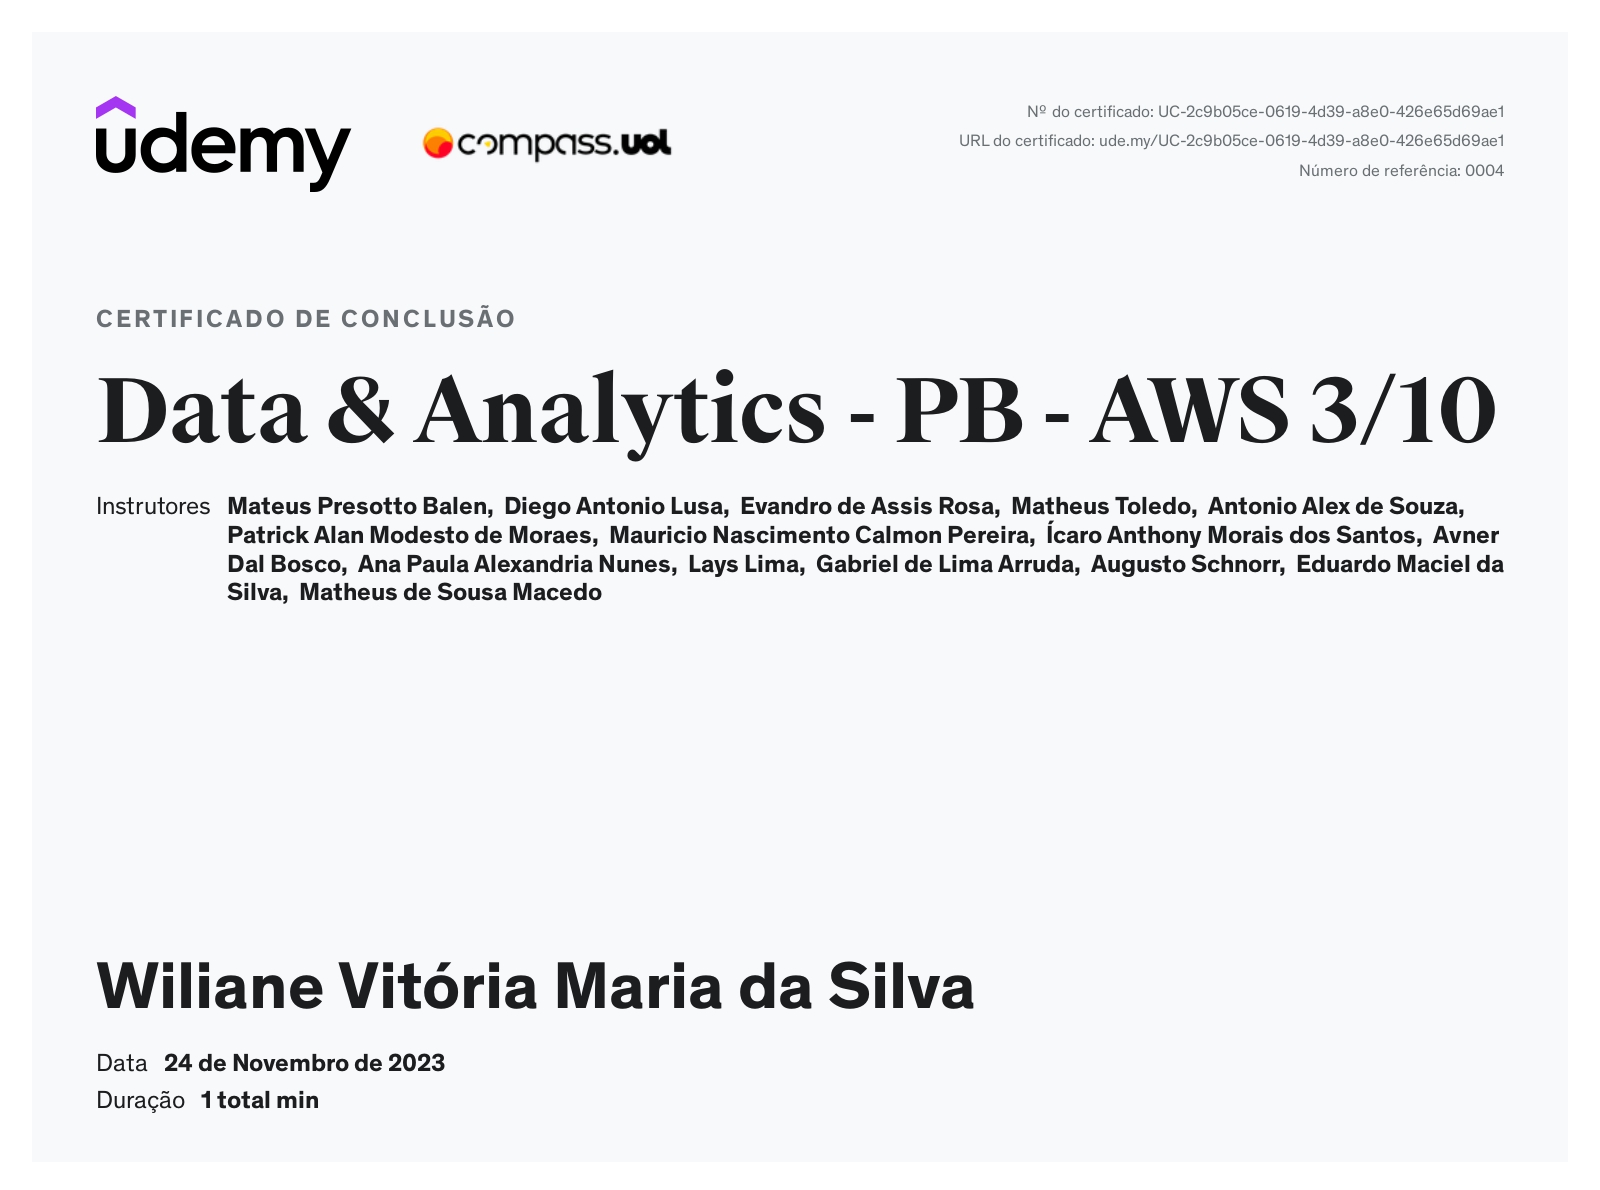 udemy
compass.uol
Nº do certificado: UC-2c9b05ce-0619-4d39-a8e0-426e65d69ae1
URL do certificado: ude.my/UC-2c9b05ce-0619-4d39-a8e0-426e65d69ae1
Número de referência: 0004
CERTIFICADO DE CONCLUSÃO
Data & Analytics - PB - AWS 3/10
Instrutores Mateus Presotto Balen, Diego Antonio Lusa, Evandro de Assis Rosa, Matheus Toledo, Antonio Alex de Souza,
Patrick Alan Modesto de Moraes, Mauricio Nascimento Calmon Pereira, Ícaro Anthony Morais dos Santos, Avner
Dal Bosco, Ana Paula Alexandria Nunes, Lays Lima, Gabriel de Lima Arruda, Augusto Schnorr, Eduardo Maciel da
Silva, Matheus de Sousa Macedo
Wiliane Vitória Maria da Silva
Data 24 de Novembro de 2023
Duração 1 total min